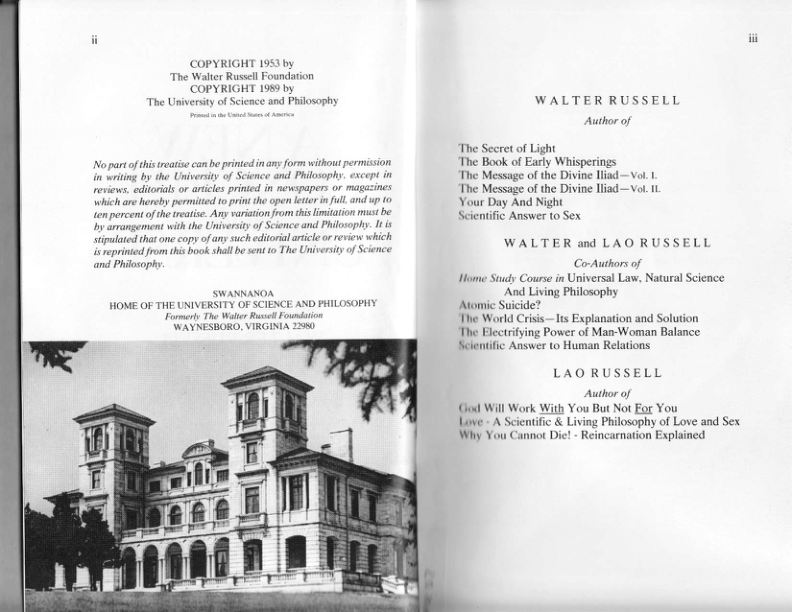 ii
COPYRIGHT 1953 by
The Walter Russell Foundation
COPYRIGHT 1989 by
The University of Science and Philosophy
Printed in the United States of America
No part of this treatise can be printed in any form without permission
in writing by the University of Science and Philosophy, except in
reviews, editorials or articles printed in newspapers or magazines
which are hereby permitted to print the open letter in full, and up to
ten percent of the treatise. Any variation from this limitation must be
by arrangement with the University of Science and Philosophy. It is
stipulated that one copy of any such editorial article or review which
is reprinted from this book shall be sent to The University of Science
and Philosophy.
SWANNANOA
HOME OF THE UNIVERSITY OF SCIENCE AND PHILOSOPHY
Formerly The Walter Russell Foundation
WAYNESBORO, VIRGINIA 22980
iii
WALTER RUSSELL
Author of
The Secret of Light
The Book of Early Whisperings
The Message of the Divine Iliad—Vol. I.
The Message of the Divine Iliad—Vol. II.
Your Day And Night
Scientific Answer to Sex
WALTER and LAO RUSSELL
Co-Authors of
Home Study Course in Universal Law, Natural Science
And Living Philosophy
Atomic Suicide?
The World Crisis—Its Explanation and Solution
The Electrifying Power of Man-Woman Balance
Scientific Answer to Human Relations
LAO RUSSELL
Author of
God Will Work With You But Not For You
Love - A Scientific & Living Philosophy of Love and Sex
Why You Cannot Die! - Reincarnation Explained